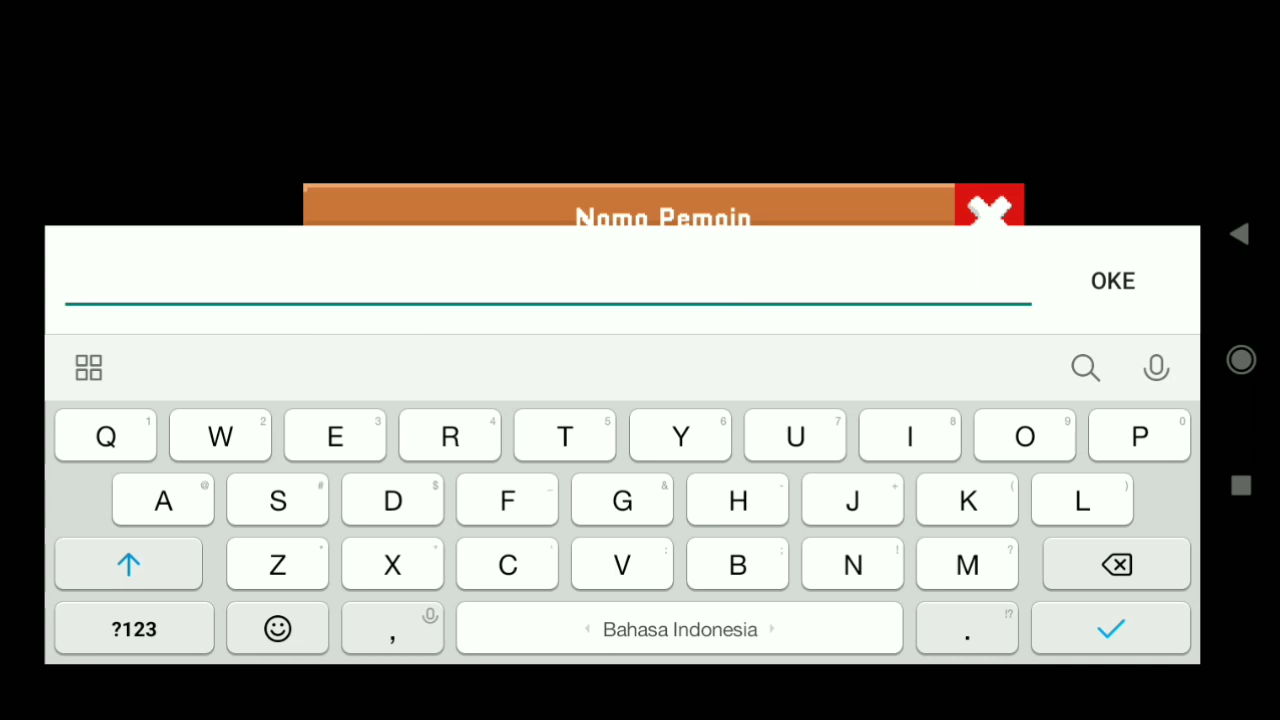 Nama Pemain
OKE
Q 1 W 2 E 3 R 4 T 5 Y 6 U 7 I 8 O 9 P 0
A @ S # D $ F _ G & H - J + K ( L )
Z X C ' V : B ; N ! M ?
?123 , Bahasa Indonesia . !?